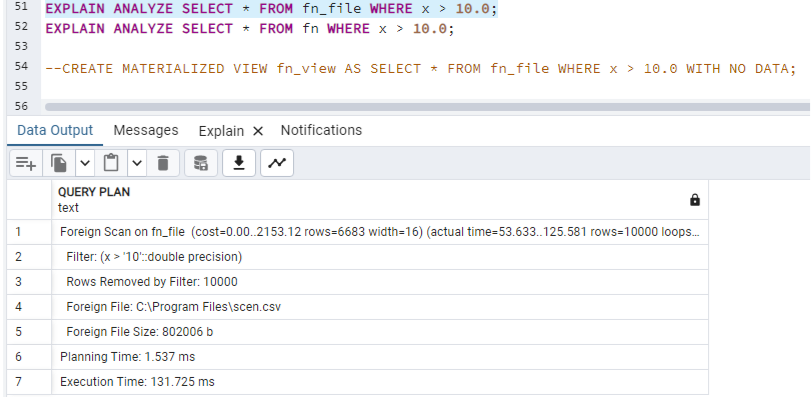 51 EXPLAIN ANALYZE SELECT * FROM fn_file WHERE x > 10.0;
52 EXPLAIN ANALYZE SELECT * FROM fn WHERE x > 10.0;
53
54 --CREATE MATERIALIZED VIEW fn_view AS SELECT * FROM fn_file WHERE x > 10.0 WITH NO DATA;
55
56
Data Output Messages Explain × Notifications
QUERY PLAN
text
1 Foreign Scan on fn_file (cost=0.00..2153.12 rows=6683 width=16) (actual time=53.633..125.581 rows=10000 loops...
2 Filter: (x > '10'::double precision)
3 Rows Removed by Filter: 10000
4 Foreign File: C:\Program Files\scen.csv
5 Foreign File Size: 802006 b
6 Planning Time: 1.537 ms
7 Execution Time: 131.725 ms